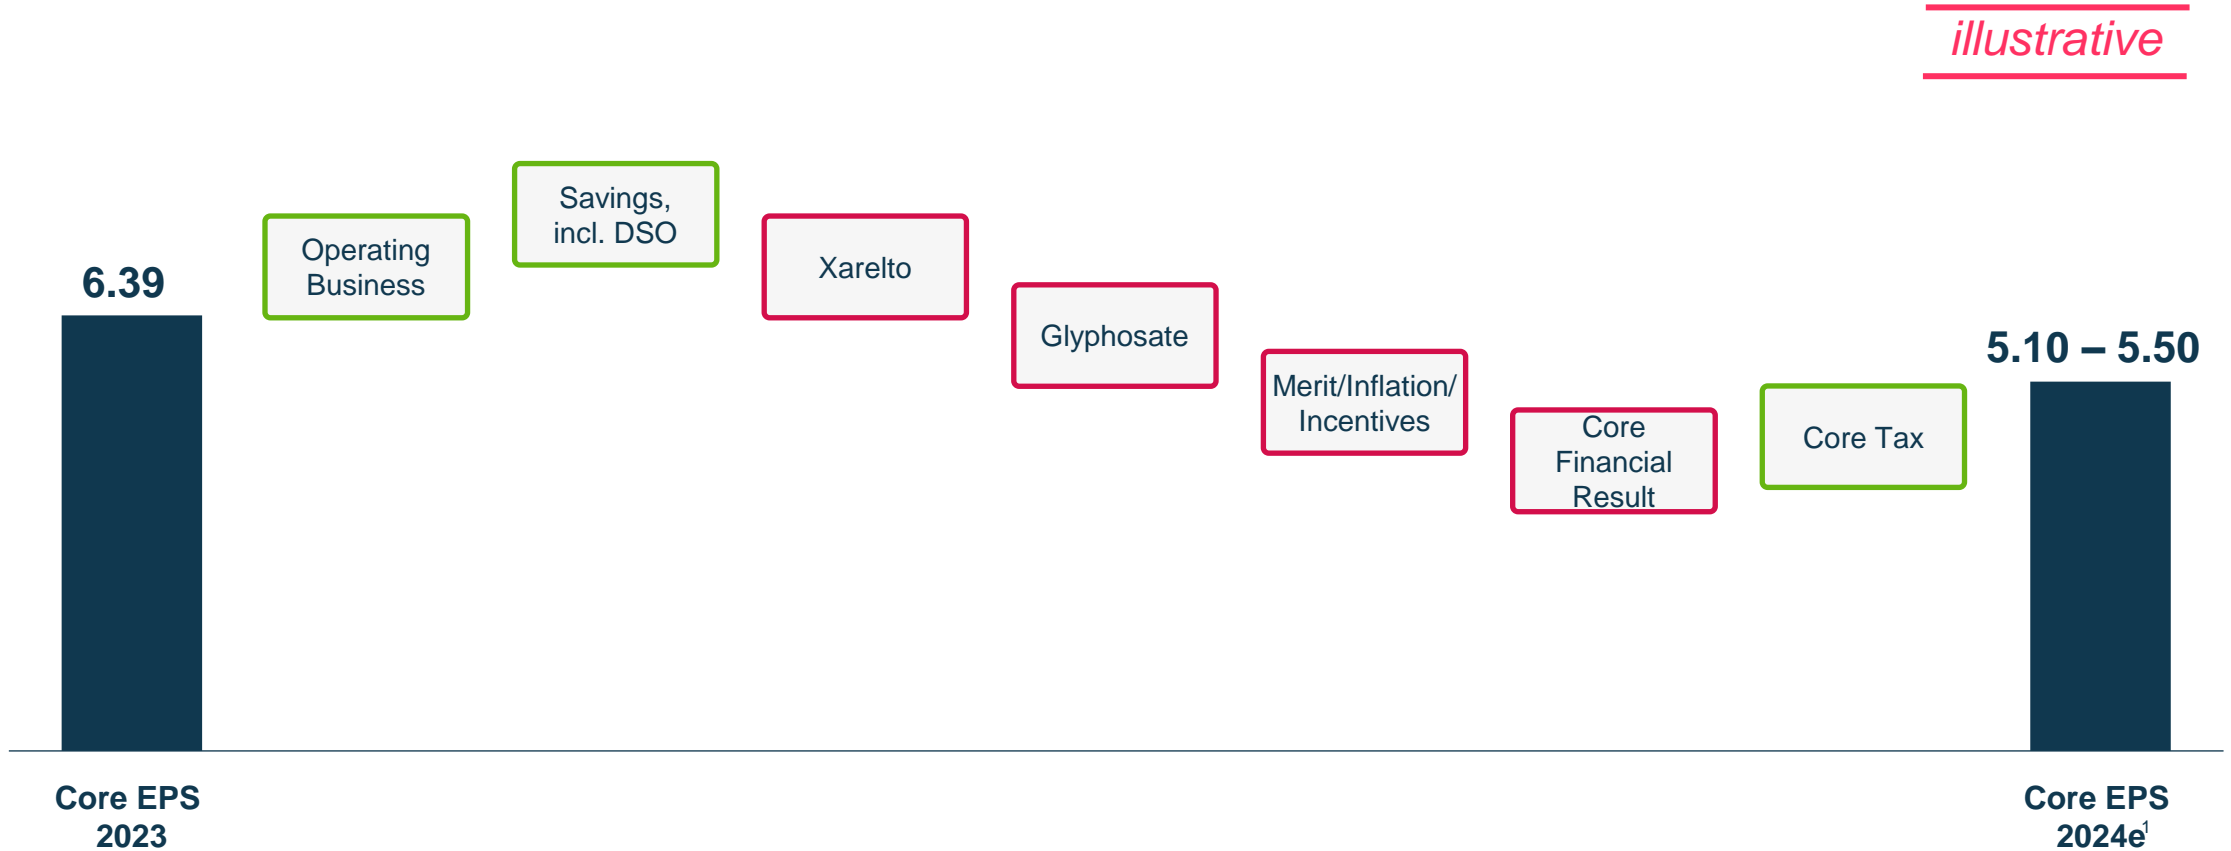 illustrative
6.39
Operating
Business
Savings,
incl. DSO
Xarelto
Glyphosate
Merit/Inflation/
Incentives
Core
Financial
Result
Core Tax
5.10 – 5.50
Core EPS
2023
Core EPS
2024e¹